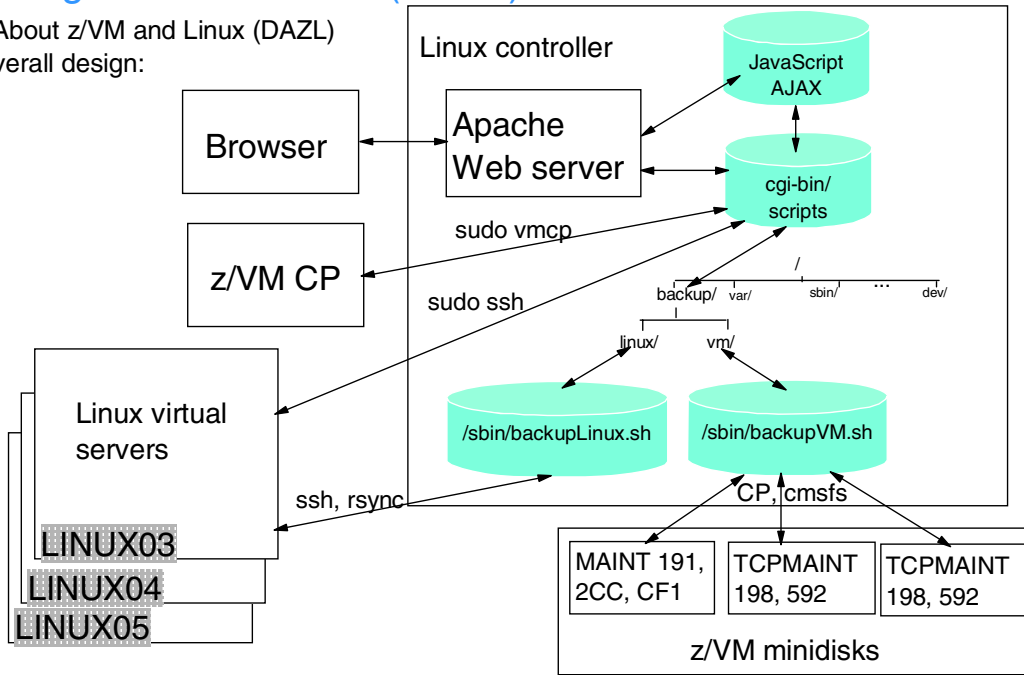 About z/VM and Linux (DAZL)
verall design:
Linux controller
JavaScript
AJAX
Browser
Apache
Web server
cgi-bin/
scripts
z/VM CP
sudo vmcp
sudo ssh
/
backup/
var/
sbin/
...
dev/
linux/
vm/
Linux virtual
servers
/sbin/backupLinux.sh
/sbin/backupVM.sh
ssh, rsync
CP, cmsfs
LINUX03
LINUX04
LINUX05
MAINT 191,
2CC, CF1
TCPMAINT
198, 592
TCPMAINT
198, 592
z/VM minidisks